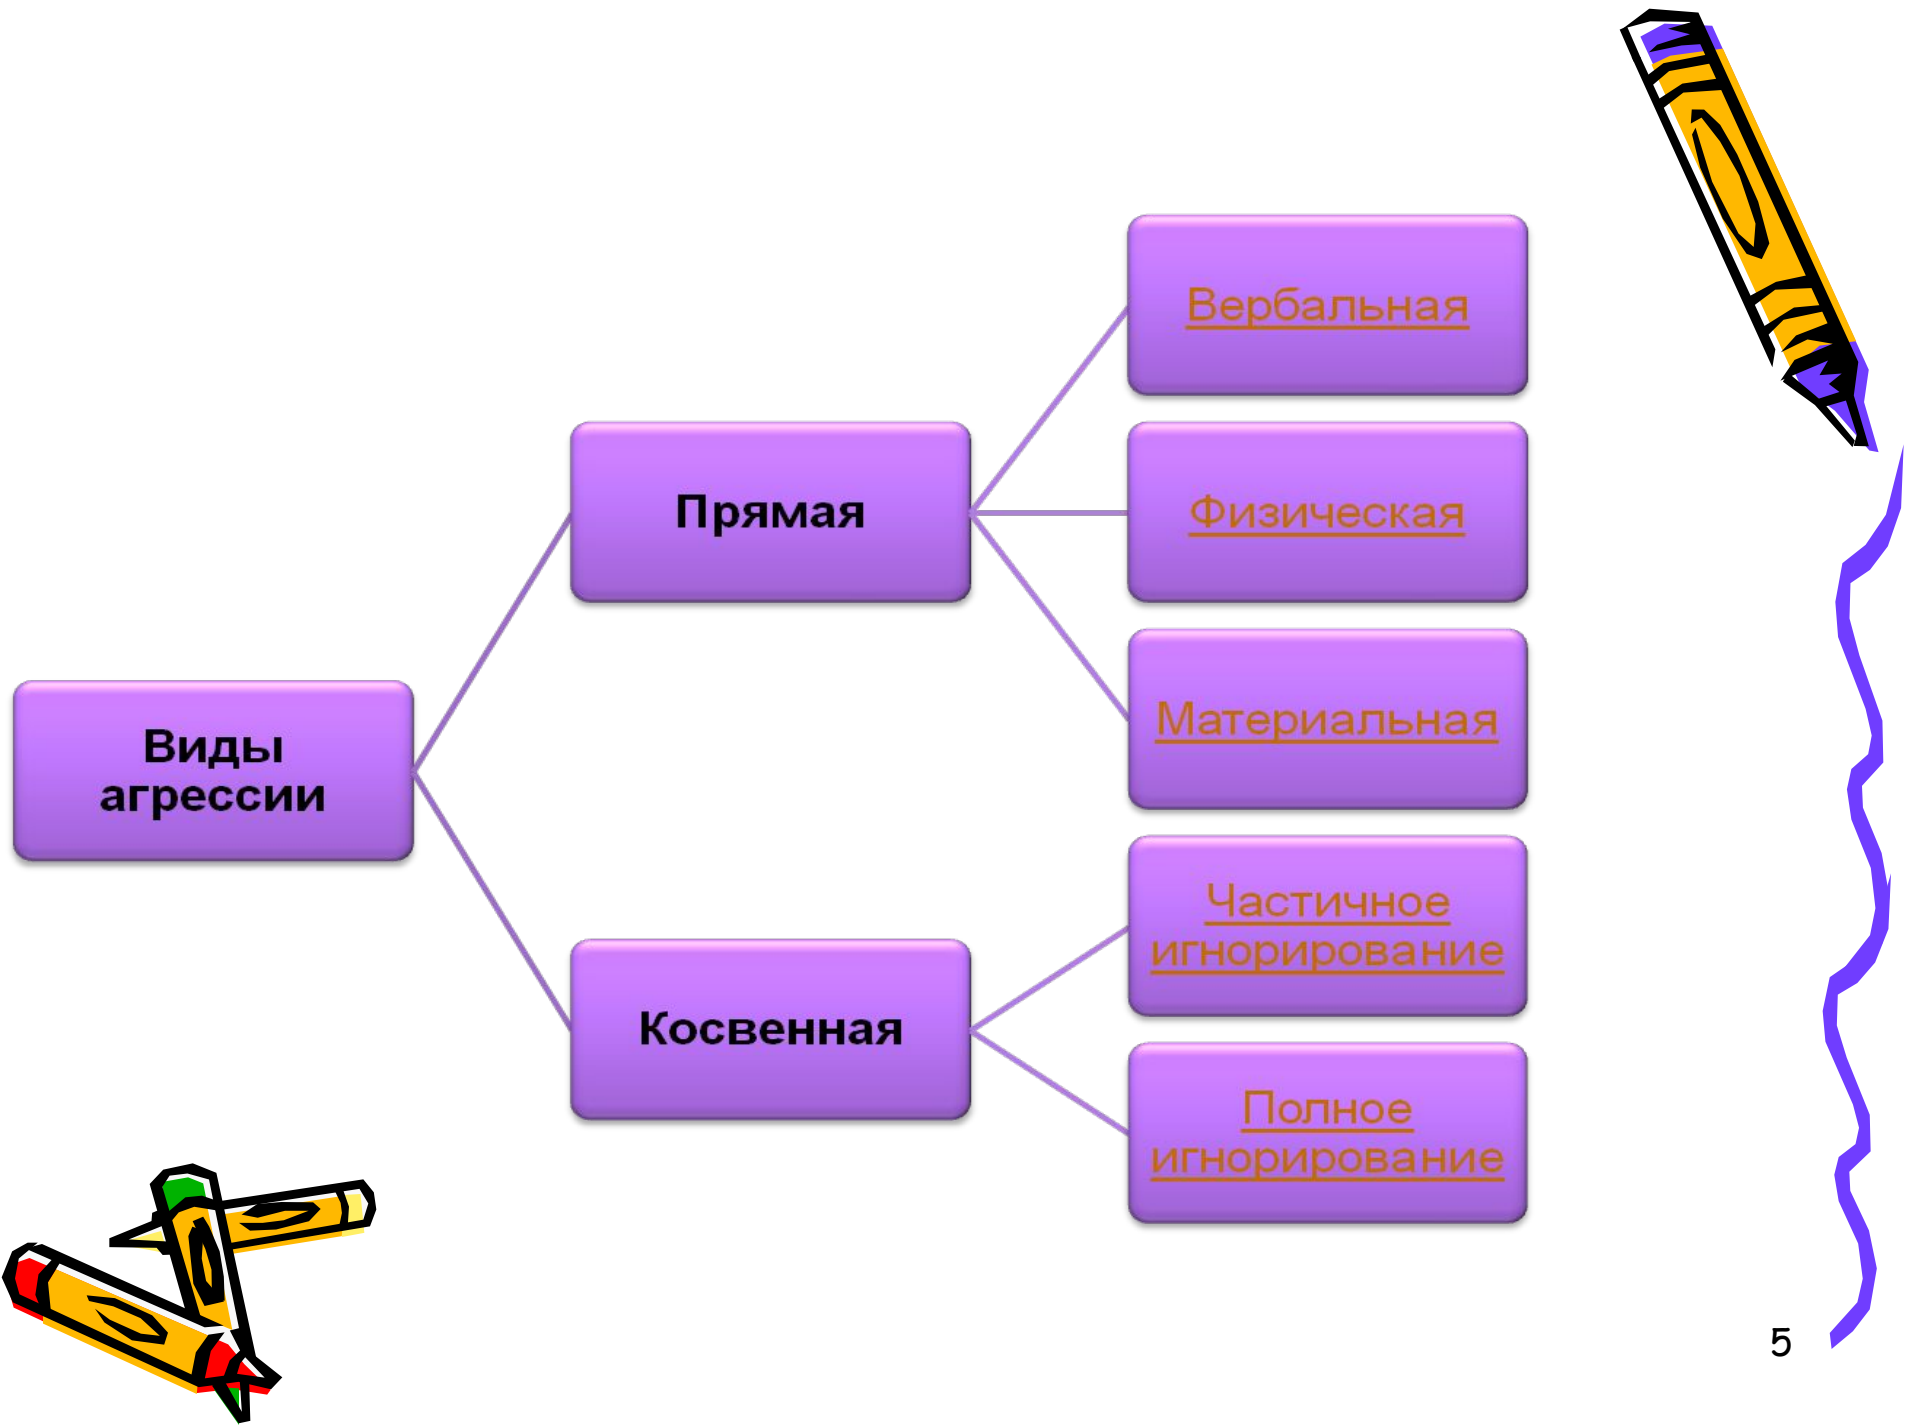 Виды
агрессии
Прямая
Вербальная
Физическая
Материальная
Косвенная
Частичное
игнорирование
Полное
игнорирование
5